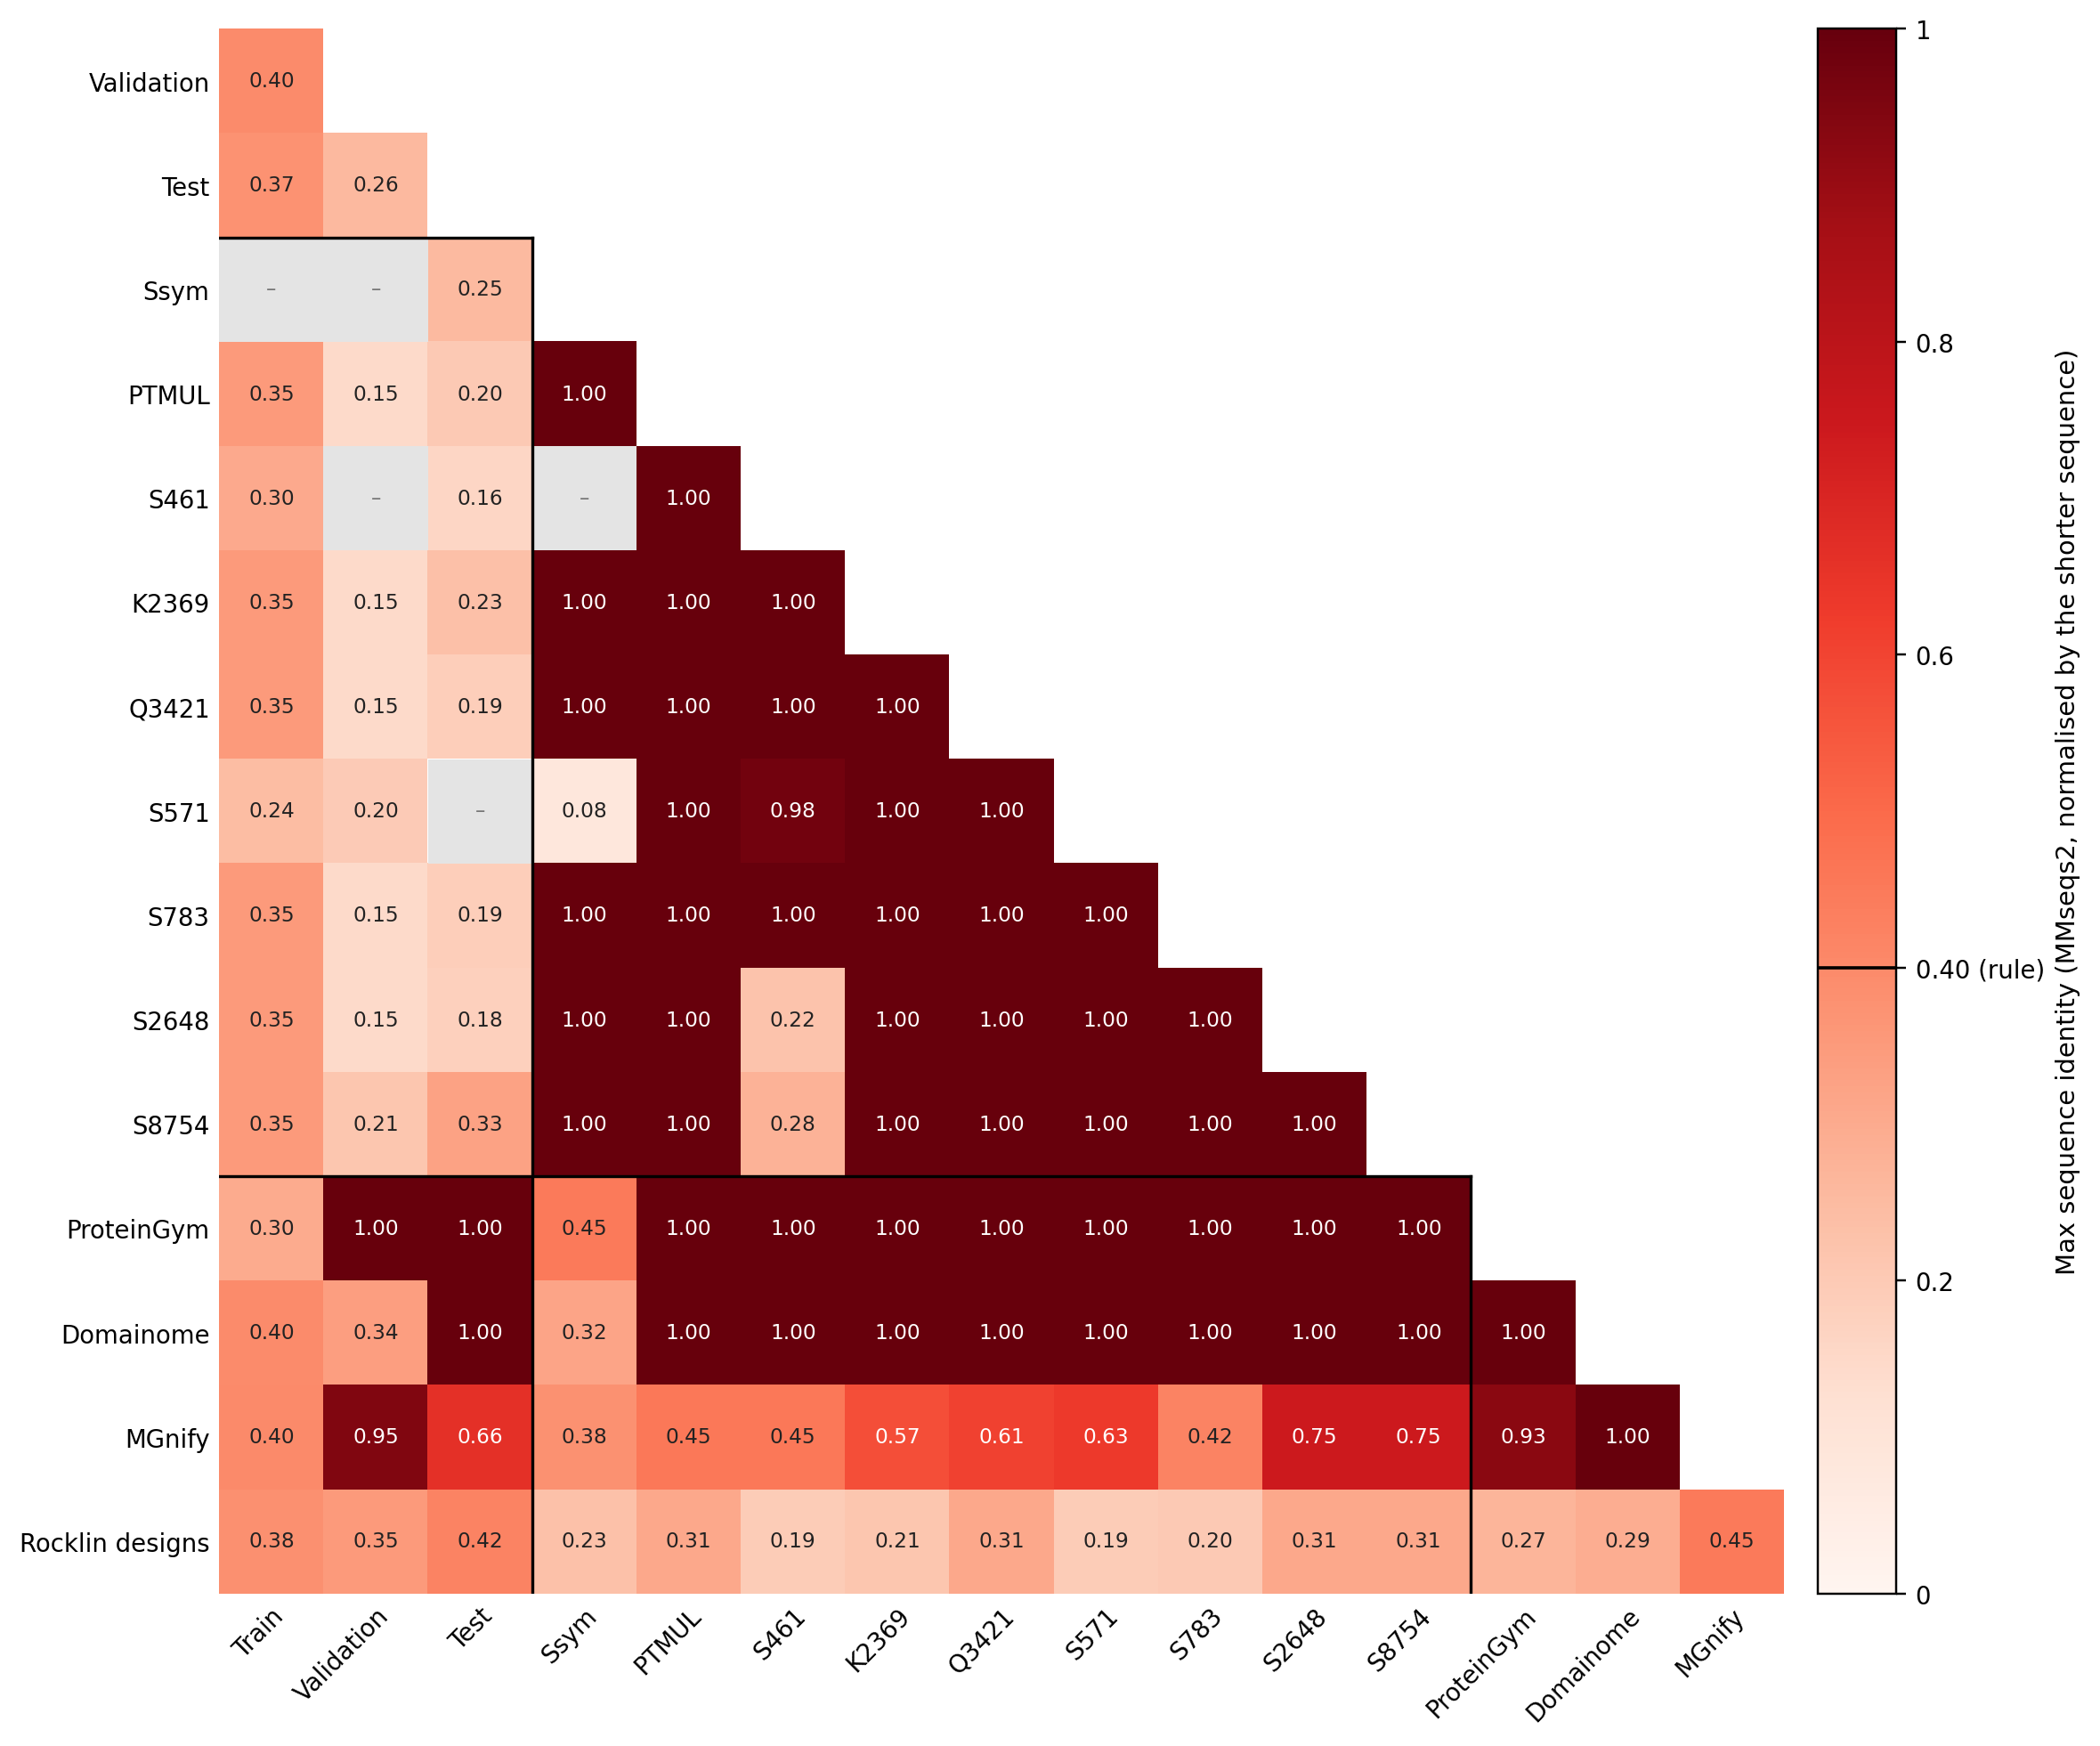 Validation 0.40
Test 0.37 0.26
Ssym – – 0.25
PTMUL 0.35 0.15 0.20 1.00
S461 0.30 – 0.16 – 1.00
K2369 0.35 0.15 0.23 1.00 1.00 1.00
Q3421 0.35 0.15 0.19 1.00 1.00 1.00 1.00
S571 0.24 0.20 – 0.08 1.00 0.98 1.00 1.00
S783 0.35 0.15 0.19 1.00 1.00 1.00 1.00 1.00 1.00
S2648 0.35 0.15 0.18 1.00 1.00 0.22 1.00 1.00 1.00 1.00
S8754 0.35 0.21 0.33 1.00 1.00 0.28 1.00 1.00 1.00 1.00 1.00
ProteinGym 0.30 1.00 1.00 0.45 1.00 1.00 1.00 1.00 1.00 1.00 1.00 1.00
Domainome 0.40 0.34 1.00 0.32 1.00 1.00 1.00 1.00 1.00 1.00 1.00 1.00 1.00
MGnify 0.40 0.95 0.66 0.38 0.45 0.45 0.57 0.61 0.63 0.42 0.75 0.75 0.93 1.00
Rocklin designs 0.38 0.35 0.42 0.23 0.31 0.19 0.21 0.31 0.19 0.20 0.31 0.31 0.27 0.29 0.45
Train Validation Test Ssym PTMUL S461 K2369 Q3421 S571 S783 S2648 S8754 ProteinGym Domainome MGnify
1
0.8
0.6
0.40 (rule)
0.2
0
Max sequence identity (MMseqs2, normalised by the shorter sequence)